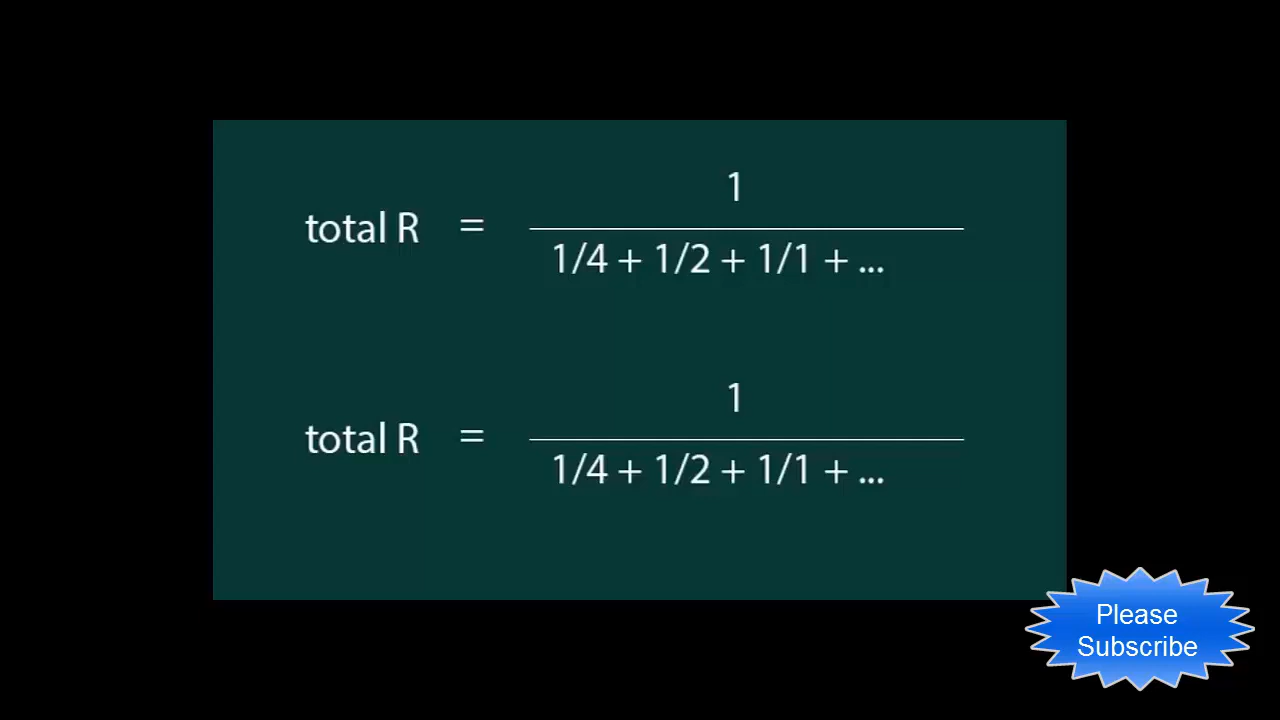 1
total R =
1/4 + 1/2 + 1/1 + ...
1
total R =
1/4 + 1/2 + 1/1 + ...
Please
Subscribe